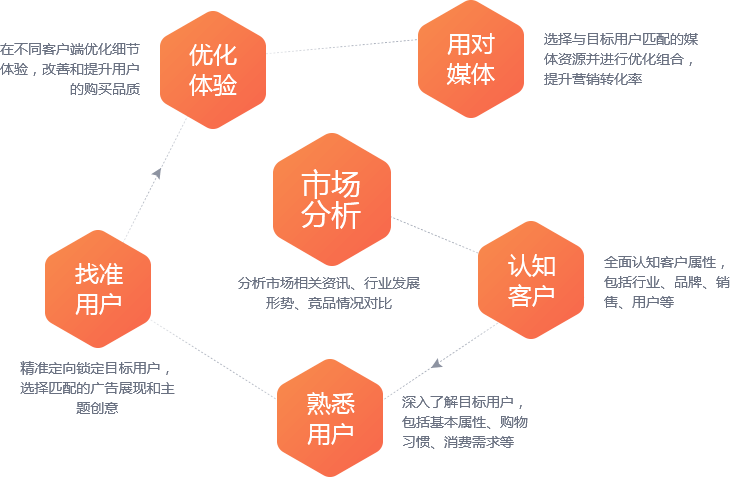 优化
体验
在不同客户端优化细节
体验，改善和提升用户
的购买品质
用对
媒体
选择与目标用户匹配的媒
体资源并进行优化组合，
提升营销转化率
市场
分析
分析市场相关资讯、行业发展
形势、竞品情况对比
认知
客户
全面认知客户属性，
包括行业、品牌、销
售、用户等
找准
用户
精准定向锁定目标用户，
选择匹配的广告展现和主
题创意
熟悉
用户
深入了解目标用户，
包括基本属性、购物
习惯、消费需求等